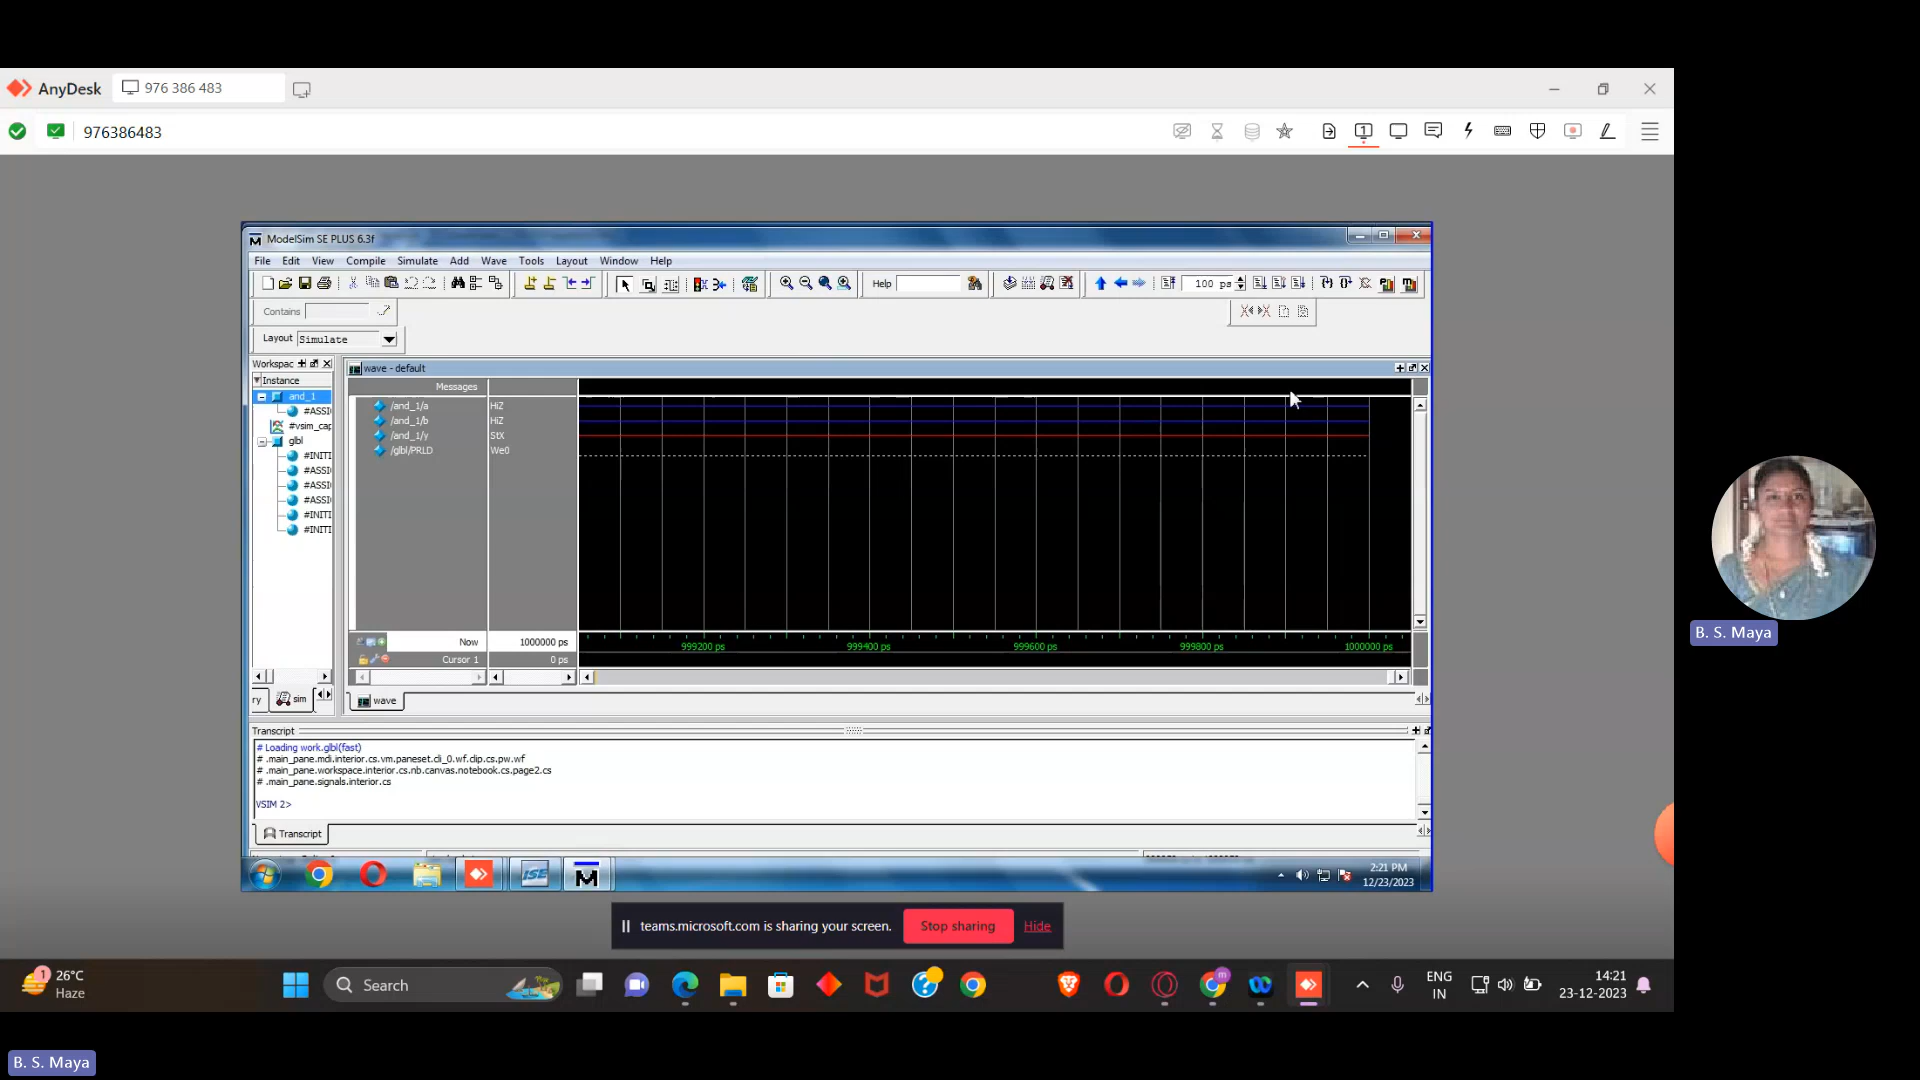 AnyDesk
976 386 483
976386483
ModelSim SE PLUS 6.3f
File Edit View Compile Simulate Add Wave Tools Layout Window Help
Help
100 ps
Contains
Layout Simulate
Workspac
wave - default
Instance
Messages
and_1
/and_1/a HiZ
#ASSI
/and_1/b HiZ
#vsim_cap
/and_1/y StX
glbl
/glbl/PRLD We0
#INITI
#ASSI
#ASSI
#ASSI
#INITI
#INITI
Now 1000000 ps
999200 ps 999400 ps 999600 ps 999800 ps 1000000 ps
Cursor 1 0 ps
ry sim
wave
Transcript
# Loading work.glbl(fast)
# .main_pane.mdi.interior.cs.vm.paneset.cli_0.wf.clip.cs.pw.wf
# .main_pane.workspace.interior.cs.nb.canvas.notebook.cs.page2.cs
# .main_pane.signals.interior.cs
VSIM 2>
Transcript
ISE
2:21 PM
12/23/2023
teams.microsoft.com is sharing your screen. Stop sharing Hide
1
26°C
Haze
Search
m
ENG
IN
14:21
23-12-2023
B. S. Maya
B. S. Maya